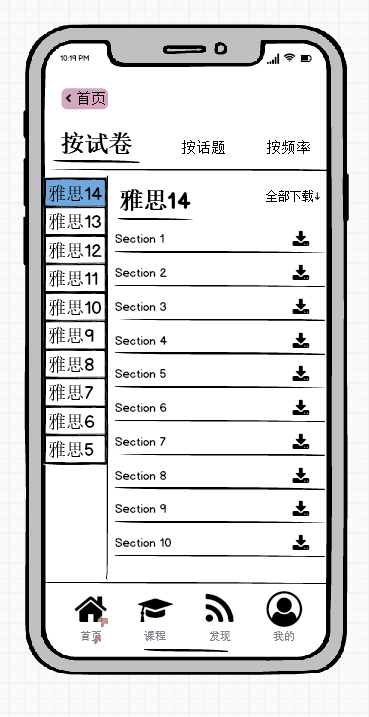 10:19 PM
首页
按试卷 按话题 按频率
雅思14
雅思13
雅思12
雅思11
雅思10
雅思9
雅思8
雅思7
雅思6
雅思5
雅思14 全部下载↓
Section 1
Section 2
Section 3
Section 4
Section 5
Section 6
Section 7
Section 8
Section 9
Section 10
首页 课程 发现 我的